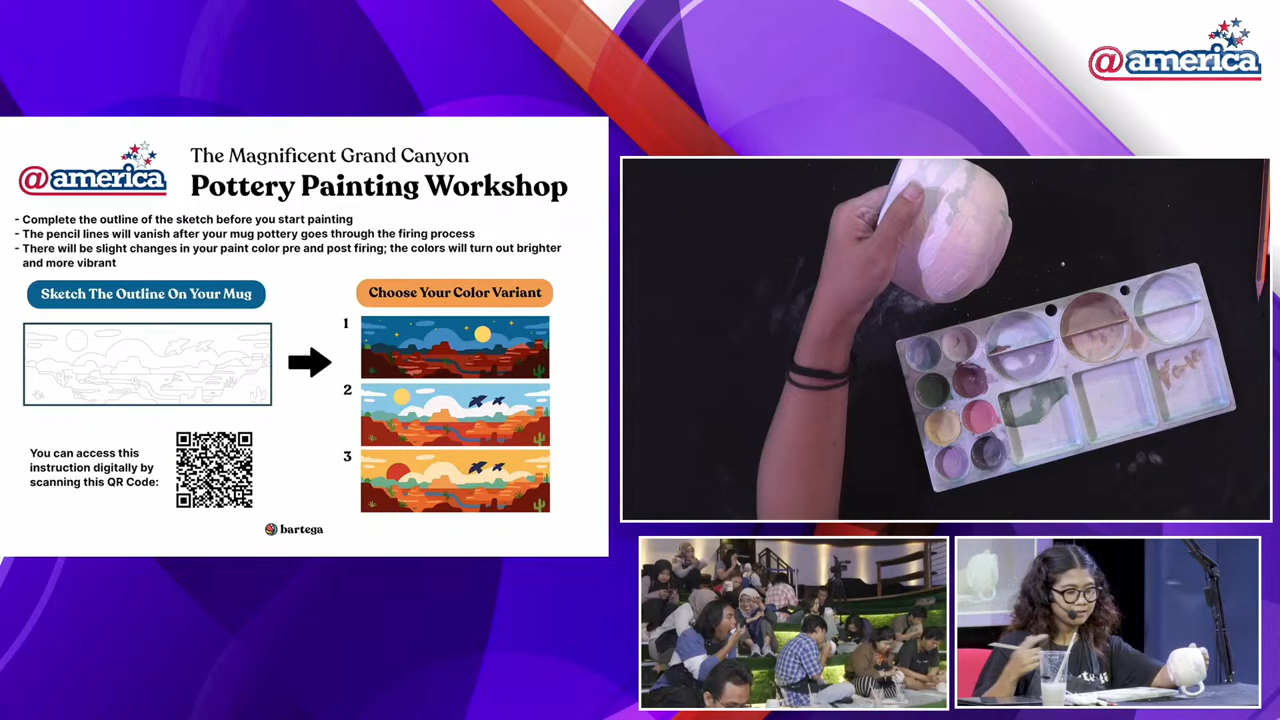 @america
@america
The Magnificent Grand Canyon
Pottery Painting Workshop
- Complete the outline of the sketch before you start painting
- The pencil lines will vanish after your mug pottery goes through the firing process
- There will be slight changes in your paint color pre and post firing; the colors will turn out brighter
and more vibrant
Sketch The Outline On Your Mug
Choose Your Color Variant
1
2
3
You can access this
instruction digitally by
scanning this QR Code:
bartega